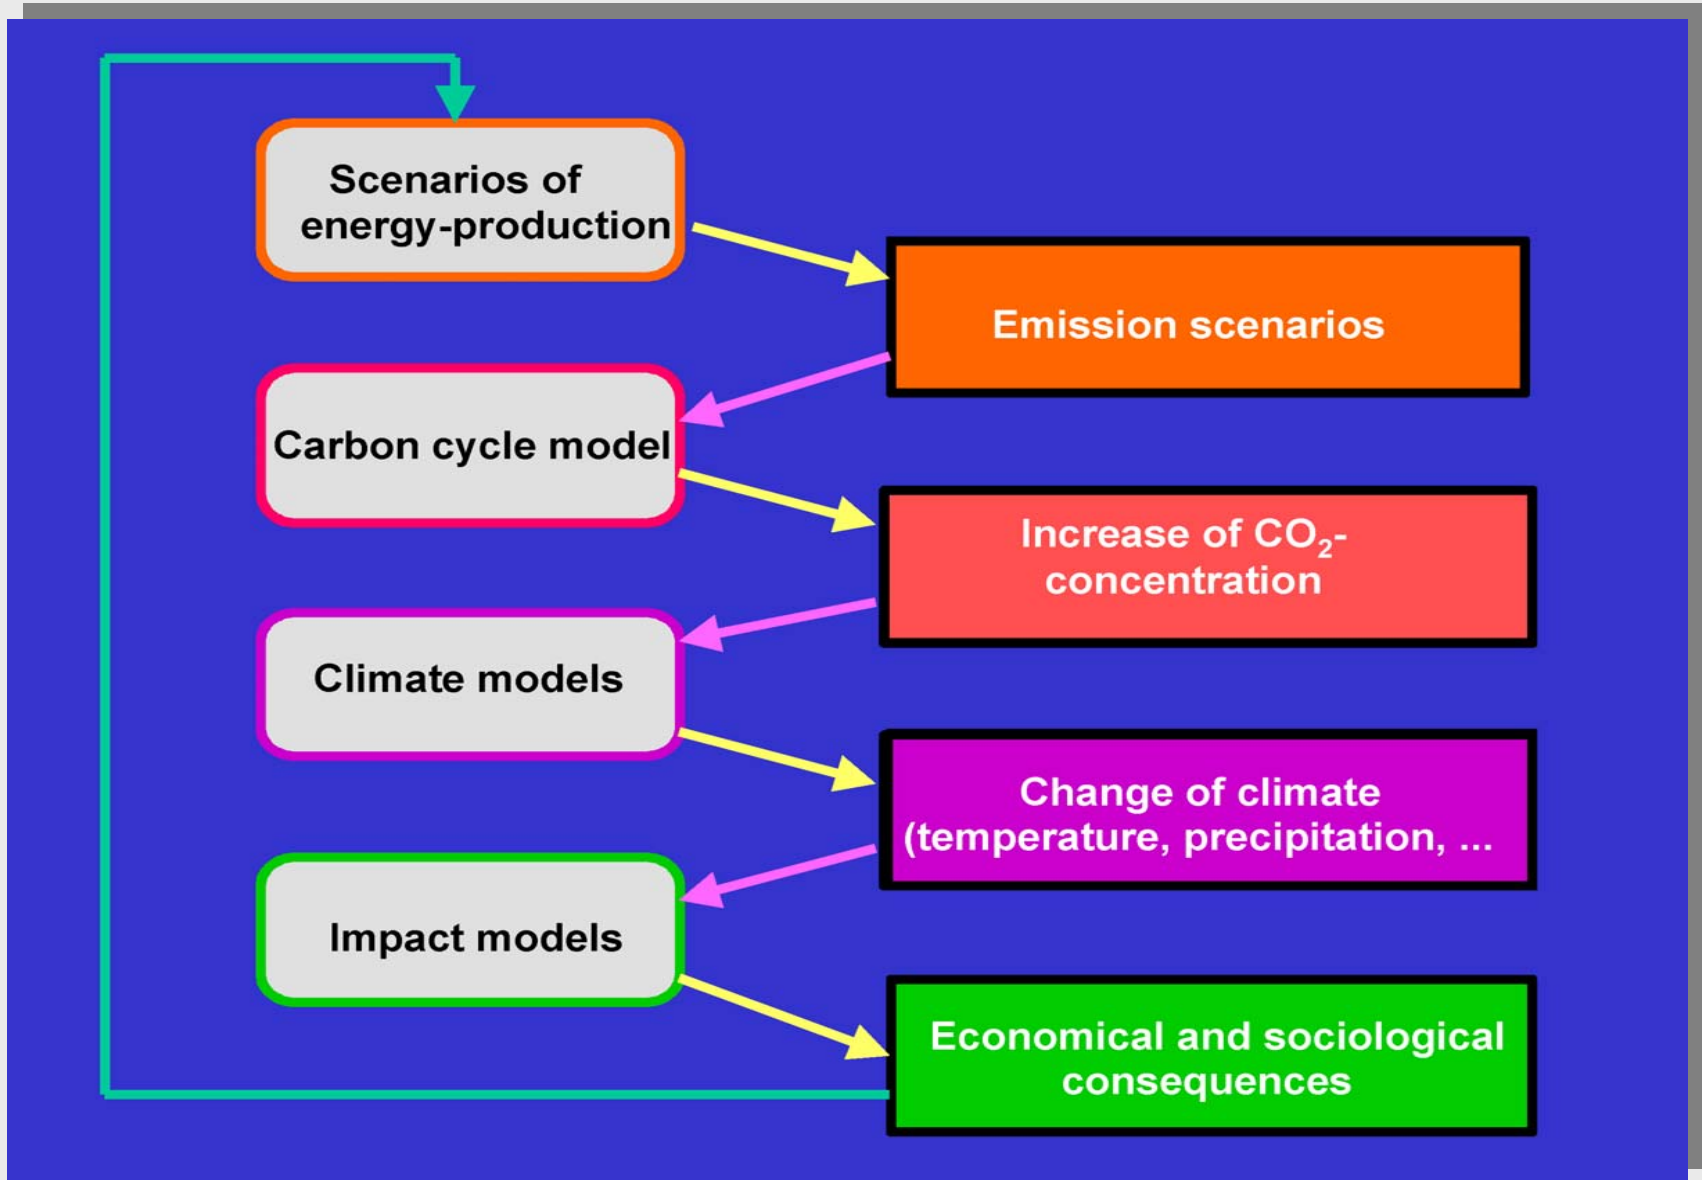 Scenarios of
energy-production
Emission scenarios
Carbon cycle model
Increase of CO₂-
concentration
Climate models
Change of climate
(temperature, precipitation, ...
Impact models
Economical and sociological
consequences